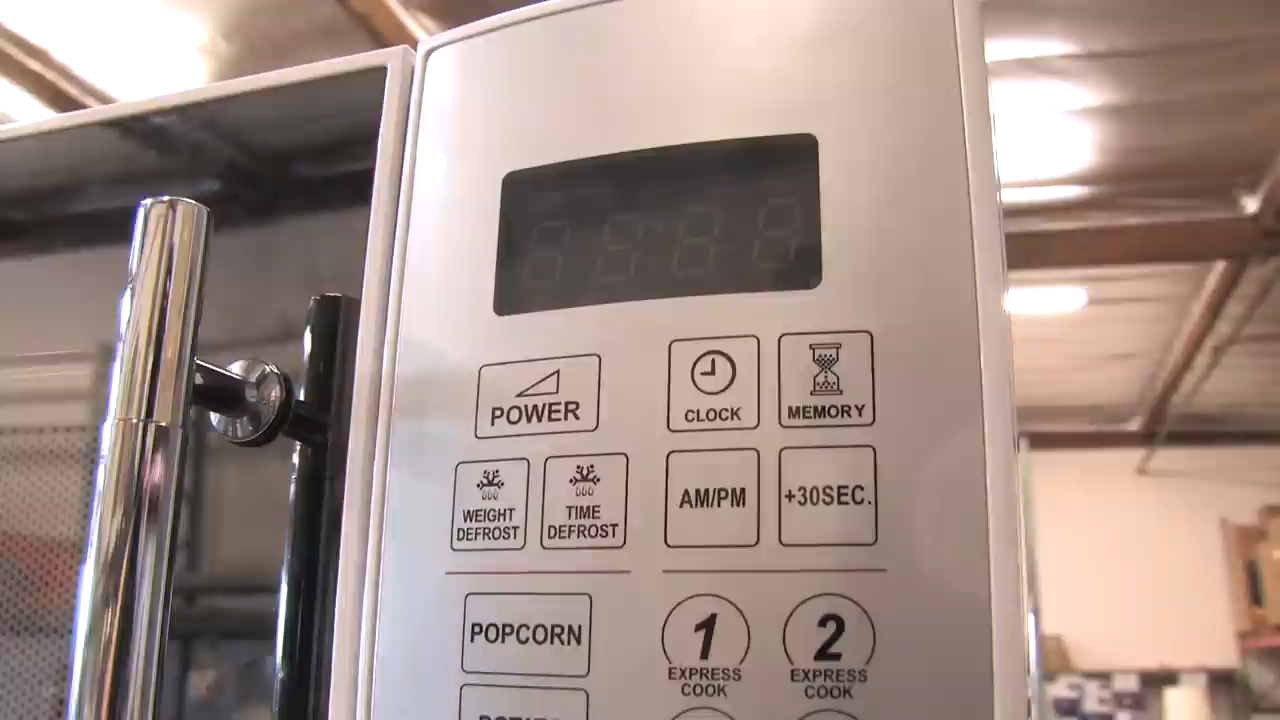 POWER
CLOCK
MEMORY
WEIGHT
DEFROST
TIME
DEFROST
AM/PM
+30SEC.
POPCORN
1
EXPRESS
COOK
2
EXPRESS
COOK